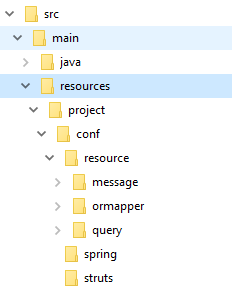 src
main
java
resources
project
conf
resource
message
ormapper
query
spring
struts